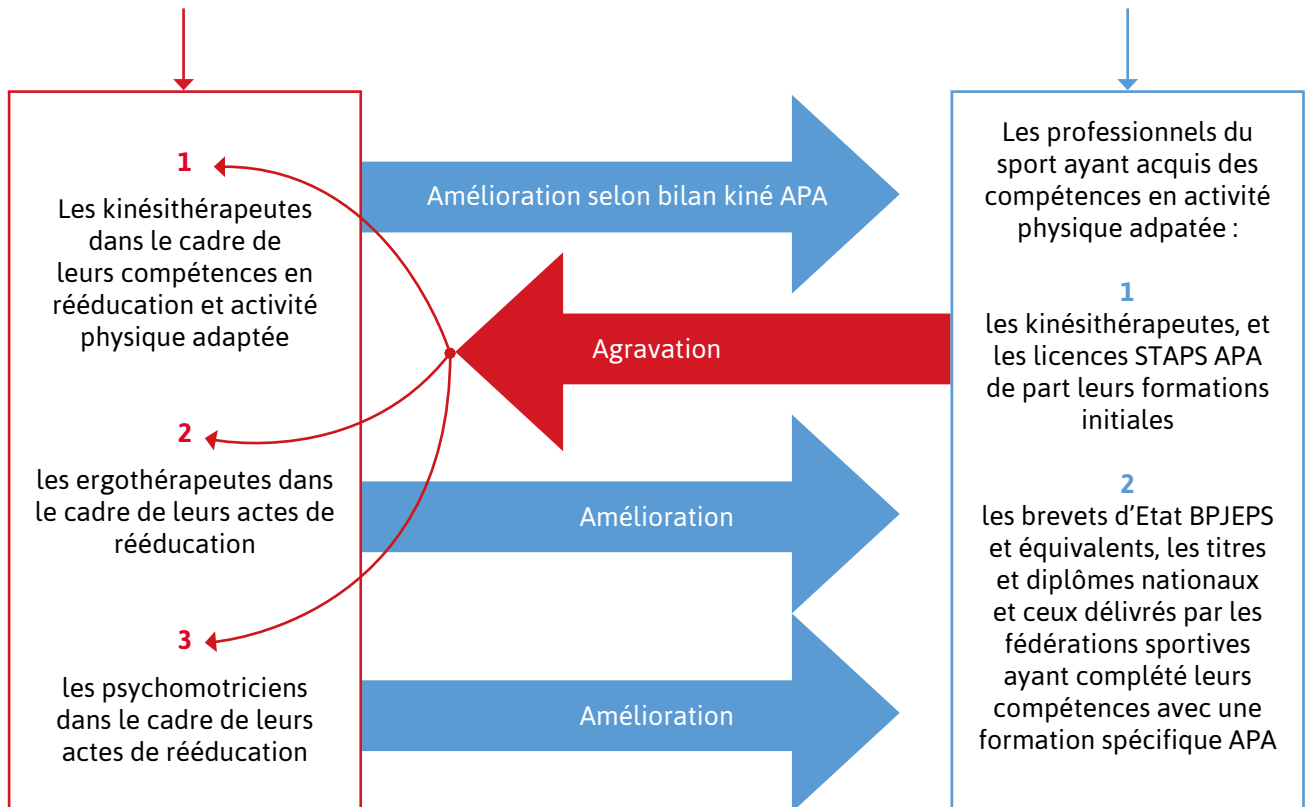 1
Les kinésithérapeutes
dans le cadre de
leurs compétences en
rééducation et activité
physique adaptée
2
les ergothérapeutes dans
le cadre de leurs actes de
rééducation
3
les psychomotriciens
dans le cadre de leurs
actes de rééducation
Amélioration selon bilan kiné APA
Agravation
Amélioration
Amélioration
Les professionnels du
sport ayant acquis des
compétences en activité
physique adpatée :
1
les kinésithérapeutes, et
les licences STAPS APA
de part leurs formations
initiales
2
les brevets d’Etat BPJEPS
et équivalents, les titres
et diplômes nationaux
et ceux délivrés par les
fédérations sportives
ayant complété leurs
compétences avec une
formation spécifique APA